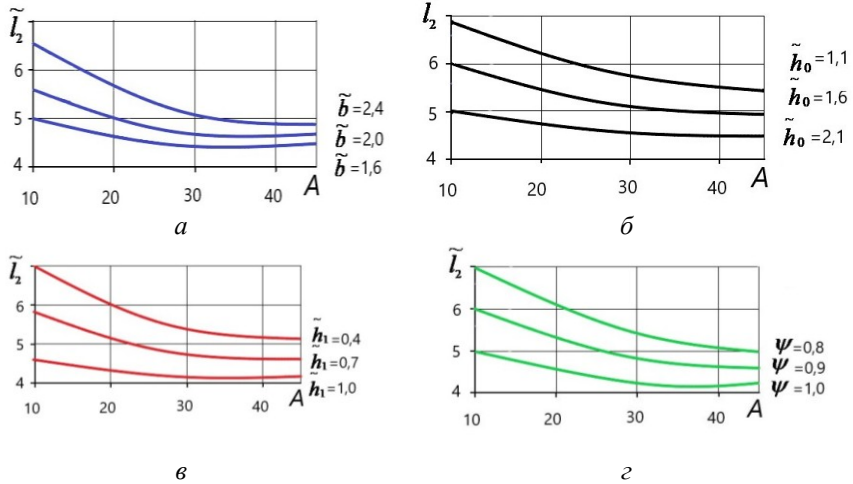 l̃₂
6
5
4
10
20
30
40
A
b̃=2,4
b̃=2,0
b̃=1,6
а
l₂
6
5
4
10
20
30
40
A
h̃₀=1,1
h̃₀=1,6
h̃₀=2,1
б
l̃₂
6
5
4
10
20
30
40
A
h̃₁=0,4
h̃₁=0,7
h̃₁=1,0
в
l̃₂
6
5
4
10
20
30
40
A
ψ=0,8
ψ=0,9
ψ=1,0
г